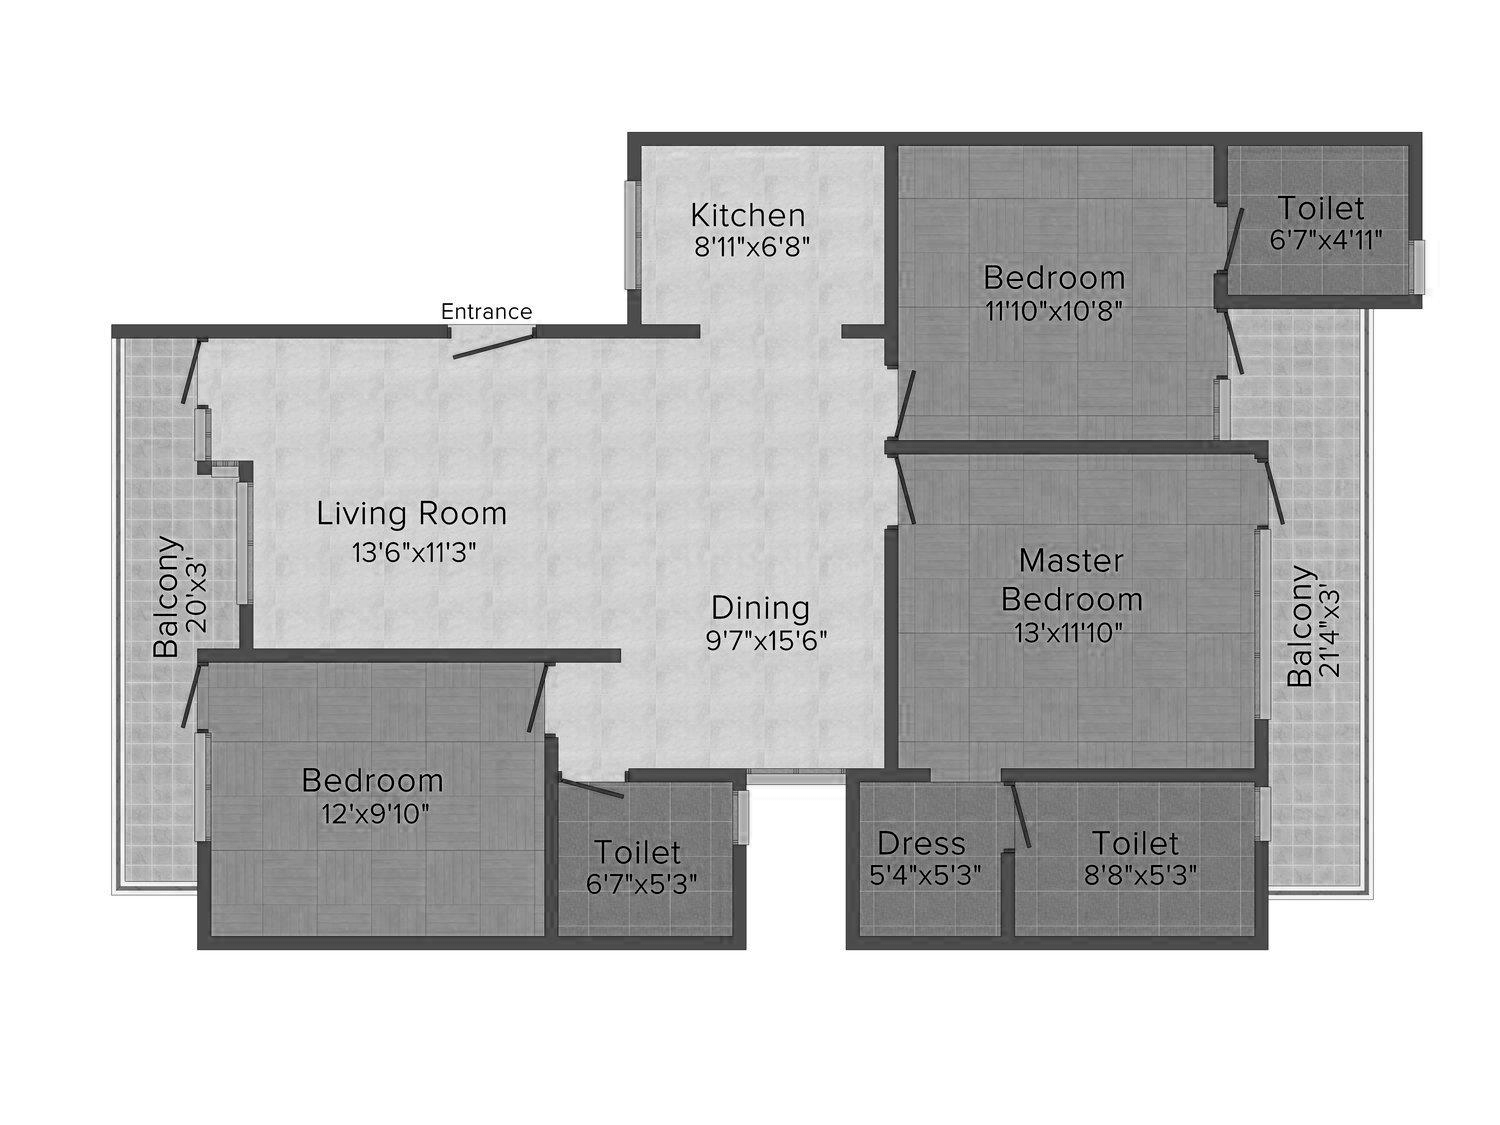 Kitchen
8'11"x6'8"
Toilet
6'7"x4'11"
Bedroom
11'10"x10'8"
Entrance
Living Room
13'6"x11'3"
Balcony
20'x3'
Dining
9'7"x15'6"
Master
Bedroom
13'x11'10"
Balcony
21'4"x3'
Bedroom
12'x9'10"
Toilet
6'7"x5'3"
Dress
5'4"x5'3"
Toilet
8'8"x5'3"